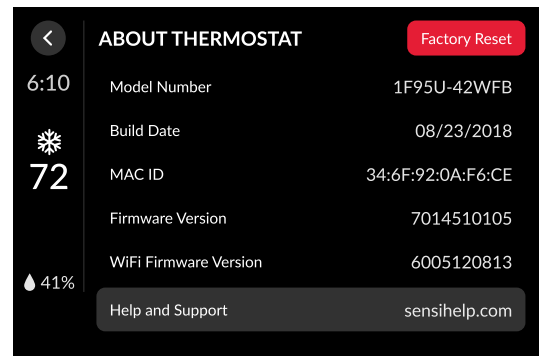 ABOUT THERMOSTAT
Factory Reset
6:10
72
41%
Model Number 1F95U-42WFB
Build Date 08/23/2018
MAC ID 34:6F:92:0A:F6:CE
Firmware Version 7014510105
WiFi Firmware Version 6005120813
Help and Support sensihelp.com